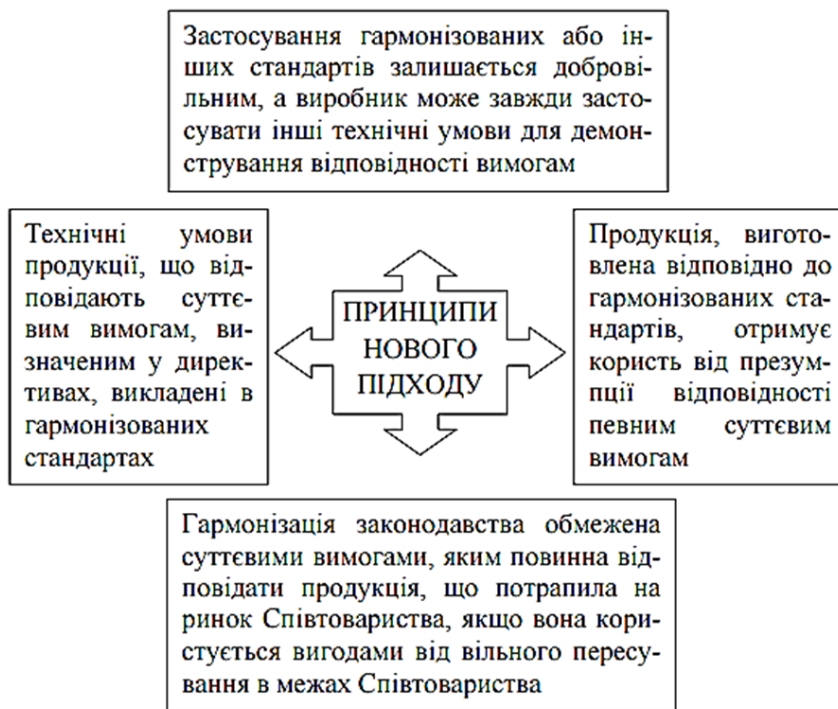 Застосування гармонізованих або ін-
ших стандартів залишається добровіль-
ним, а виробник може завжди засто-
сувати інші технічні умови для демон-
стрування відповідності вимогам
Технічні умови
продукції, що від-
повідають суттє-
вим вимогам, ви-
значеним у дирек-
тивах, викладені в
гармонізованих
стандартах
ПРИНЦИПИ
НОВОГО
ПІДХОДУ
Продукція, вигото-
влена відповідно до
гармонізованих ста-
ндартів, отримує
користь від презум-
пції відповідності
певним суттєвим
вимогам
Гармонізація законодавства обмежена
суттєвими вимогами, яким повинна від-
повідати продукція, що потрапила на
ринок Співтовариства, якщо вона кори-
стується вигодами від вільного пересу-
вання в межах Співтовариства